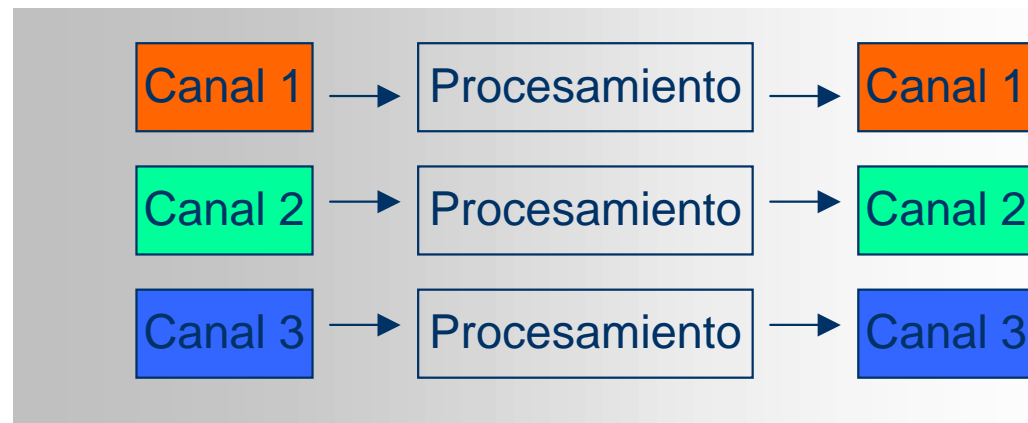 Canal 1 Procesamiento Canal 1
Canal 2 Procesamiento Canal 2
Canal 3 Procesamiento Canal 3